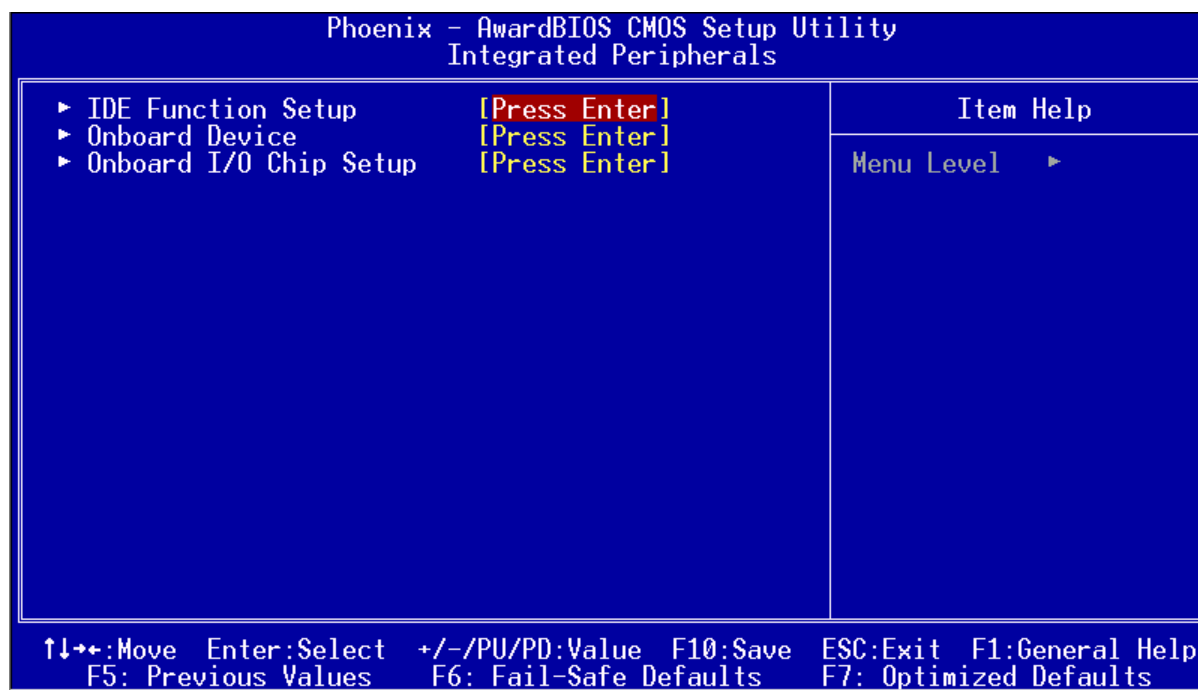 Phoenix - AwardBIOS CMOS Setup Utility
Integrated Peripherals
► IDE Function Setup [Press Enter]
► Onboard Device [Press Enter]
► Onboard I/O Chip Setup [Press Enter]
Item Help
Menu Level ►
↑↓→←:Move Enter:Select +/-/PU/PD:Value F10:Save ESC:Exit F1:General Help
F5: Previous Values F6: Fail-Safe Defaults F7: Optimized Defaults